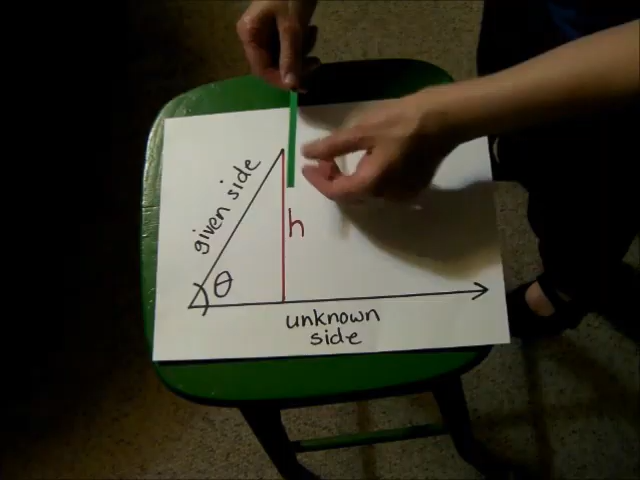 given side
h
θ
unknown
side